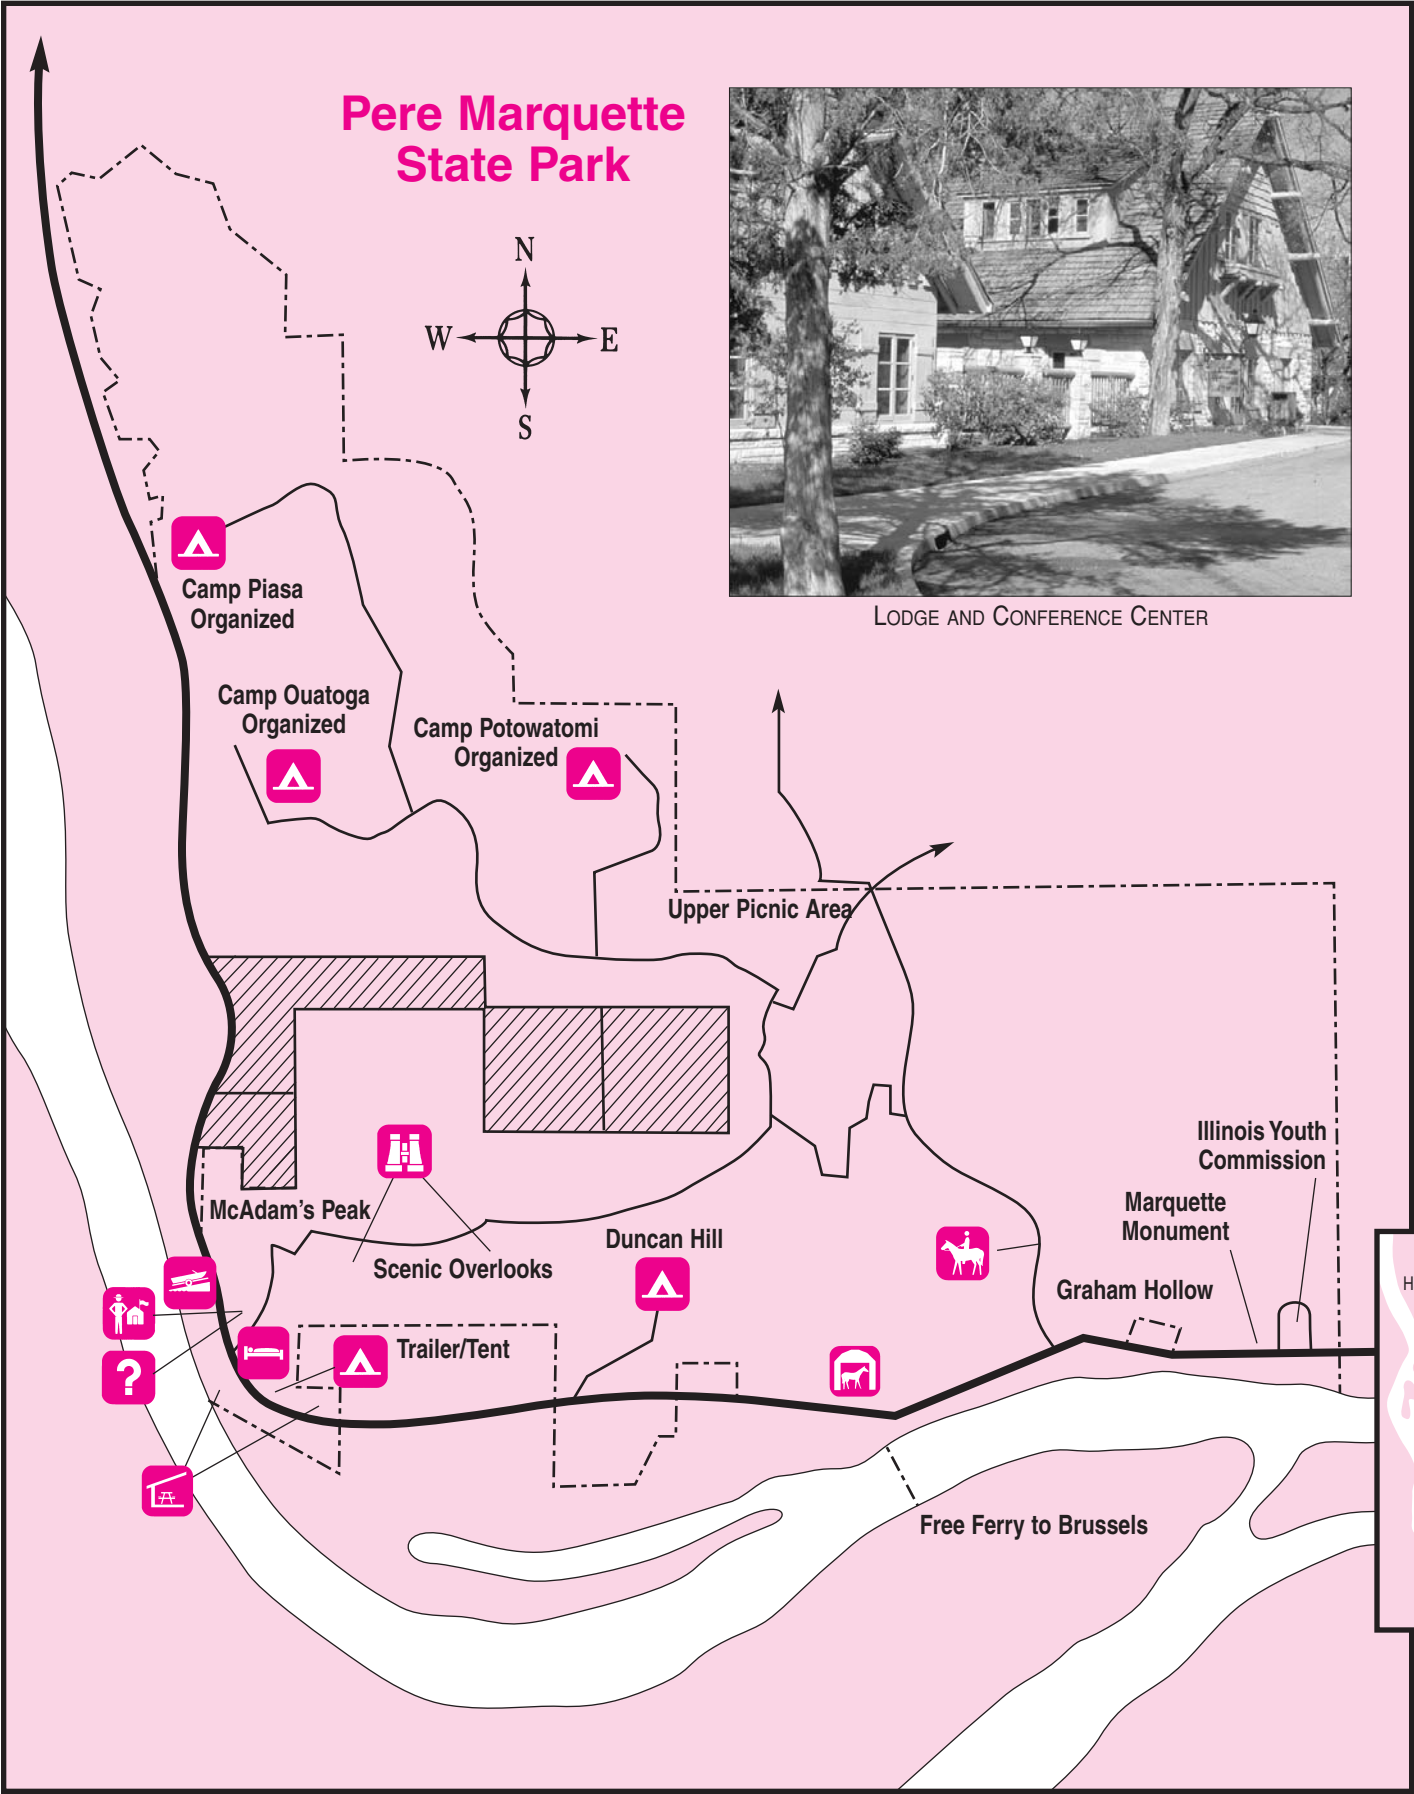 Pere Marquette
State Park
N
W
E
S
LODGE AND CONFERENCE CENTER
Camp Piasa
Organized
Camp Ouatoga
Organized
Camp Potowatomi
Organized
Upper Picnic Area
Illinois Youth
Commission
Marquette
Monument
McAdam's Peak
Duncan Hill
Scenic Overlooks
Graham Hollow
H
Trailer/Tent
?
Free Ferry to Brussels